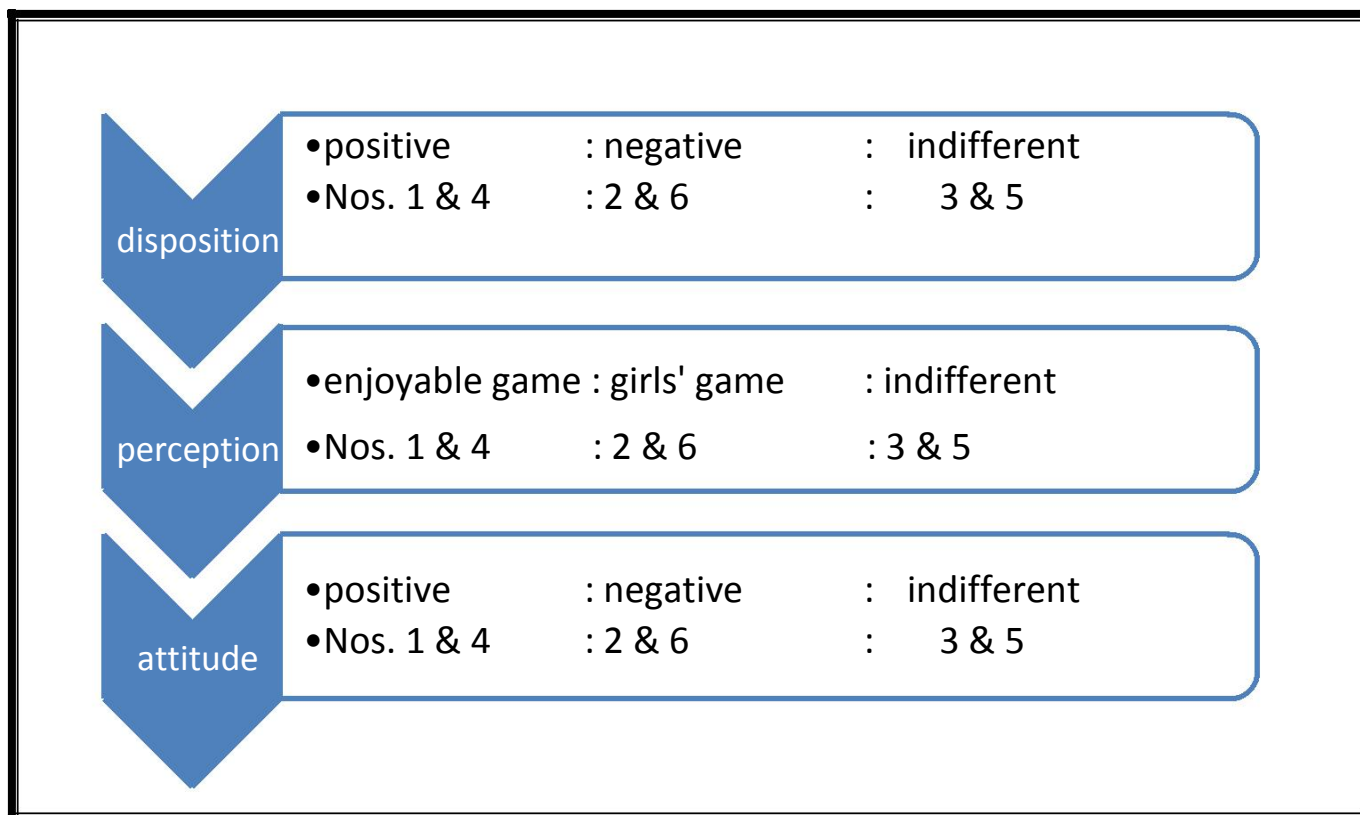 disposition
•positive : negative : indifferent
•Nos. 1 & 4 : 2 & 6 : 3 & 5
perception
•enjoyable game : girls' game : indifferent
•Nos. 1 & 4 : 2 & 6 : 3 & 5
attitude
•positive : negative : indifferent
•Nos. 1 & 4 : 2 & 6 : 3 & 5